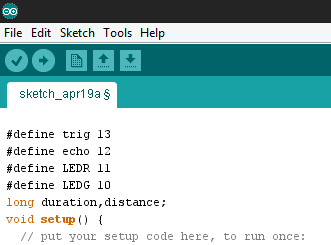 File Edit Sketch Tools Help
sketch_apr19a §
#define trig 13
#define echo 12
#define LEDR 11
#define LEDG 10
long duration,distance;
void setup() {
  // put your setup code here, to run once: